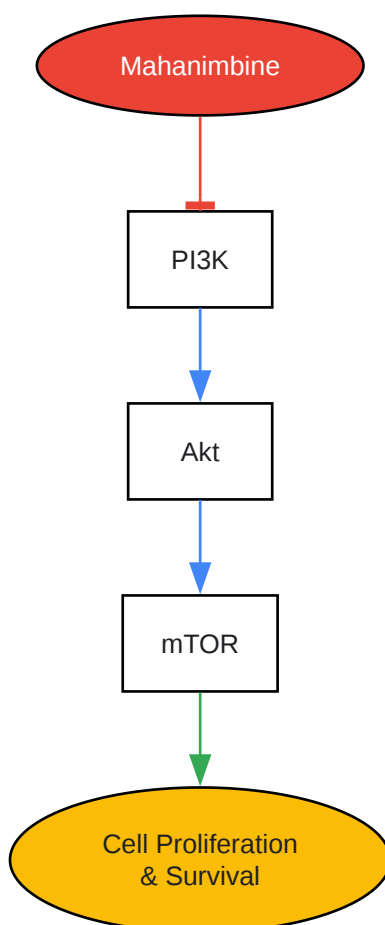 Mahanimbine
PI3K
Akt
mTOR
Cell Proliferation
& Survival